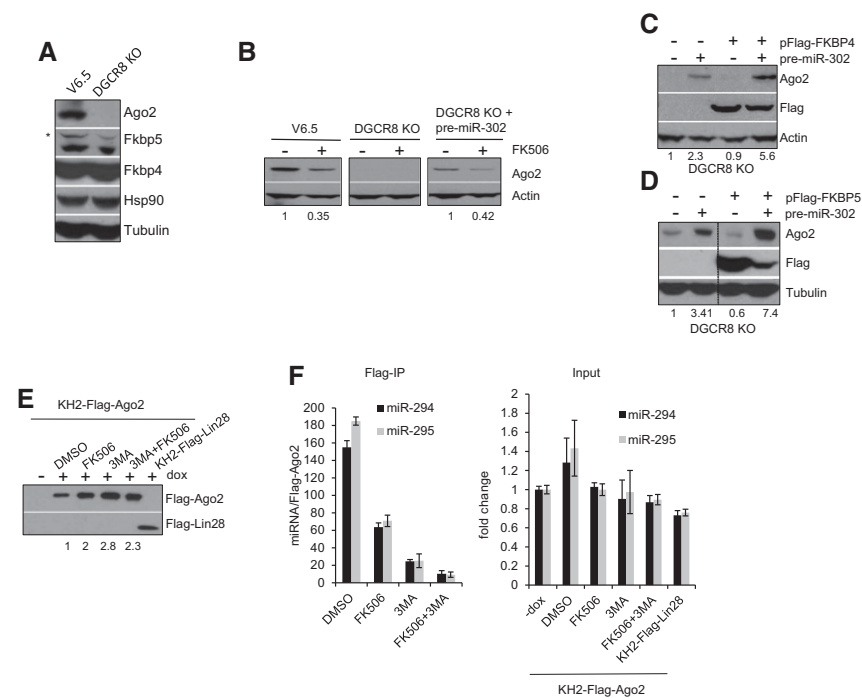 A
V6.5
DGCR8 KO
Ago2
*
Fkbp5
Fkbp4
Hsp90
Tubulin
B
V6.5
DGCR8 KO
DGCR8 KO +
pre-miR-302
- + - + - + FK506
Ago2
Actin
1 0.35 1 0.42
C
- - + + pFlag-FKBP4
- + - + pre-miR-302
Ago2
Flag
Actin
1 2.3 0.9 5.6
DGCR8 KO
D
- - + + pFlag-FKBP5
- + - + pre-miR-302
Ago2
Flag
Tubulin
1 3.41 0.6 7.4
DGCR8 KO
E
KH2-Flag-Ago2
DMSO
FK506
3MA
3MA+FK506
KH2-Flag-Lin28
- + + + + + dox
Flag-Ago2
Flag-Lin28
1 2 2.8 2.3
F
Flag-IP
miRNA/Flag-Ago2
200
180
160
140
120
100
80
60
40
20
0
miR-294
miR-295
DMSO
FK506
3MA
FK506+3MA
Input
fold change
2
1.8
1.6
1.4
1.2
1
0.8
0.6
0.4
0.2
0
miR-294
miR-295
-dox
DMSO
FK506
3MA
FK506+3MA
KH2-Flag-Lin28
KH2-Flag-Ago2